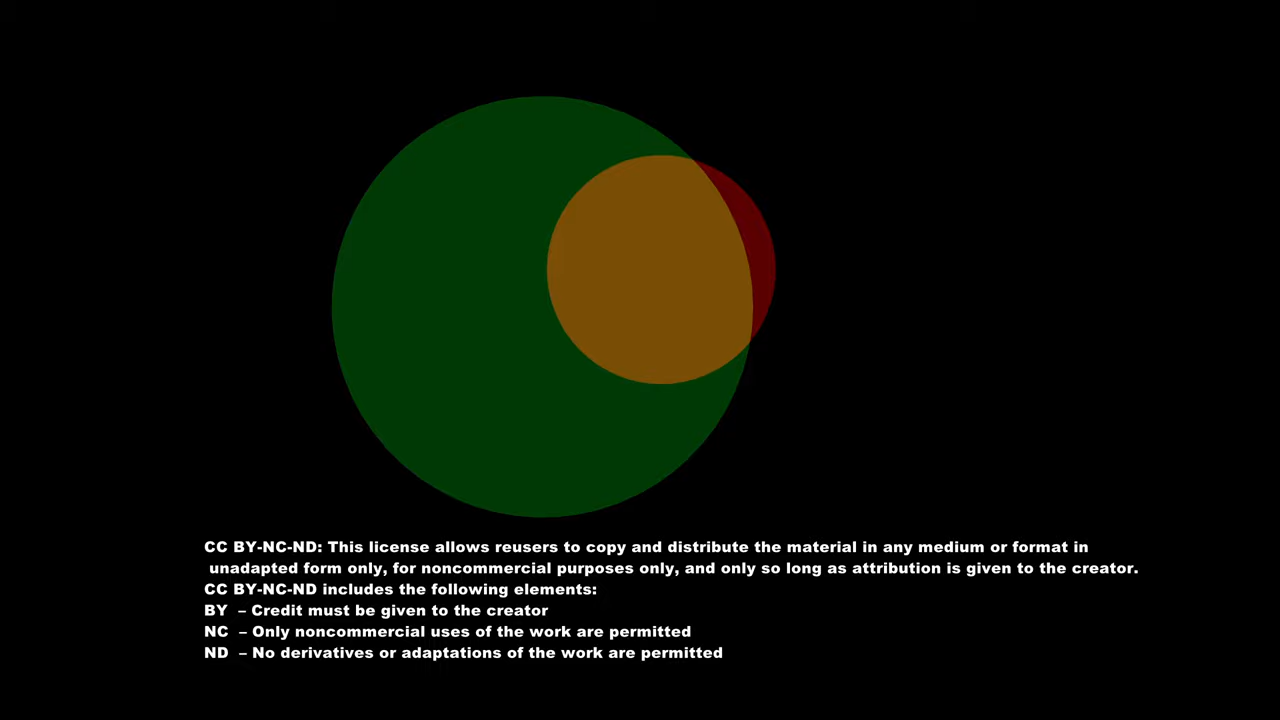 CC BY-NC-ND: This license allows reusers to copy and distribute the material in any medium or format in
unadapted form only, for noncommercial purposes only, and only so long as attribution is given to the creator.
CC BY-NC-ND includes the following elements:
BY – Credit must be given to the creator
NC – Only noncommercial uses of the work are permitted
ND – No derivatives or adaptations of the work are permitted